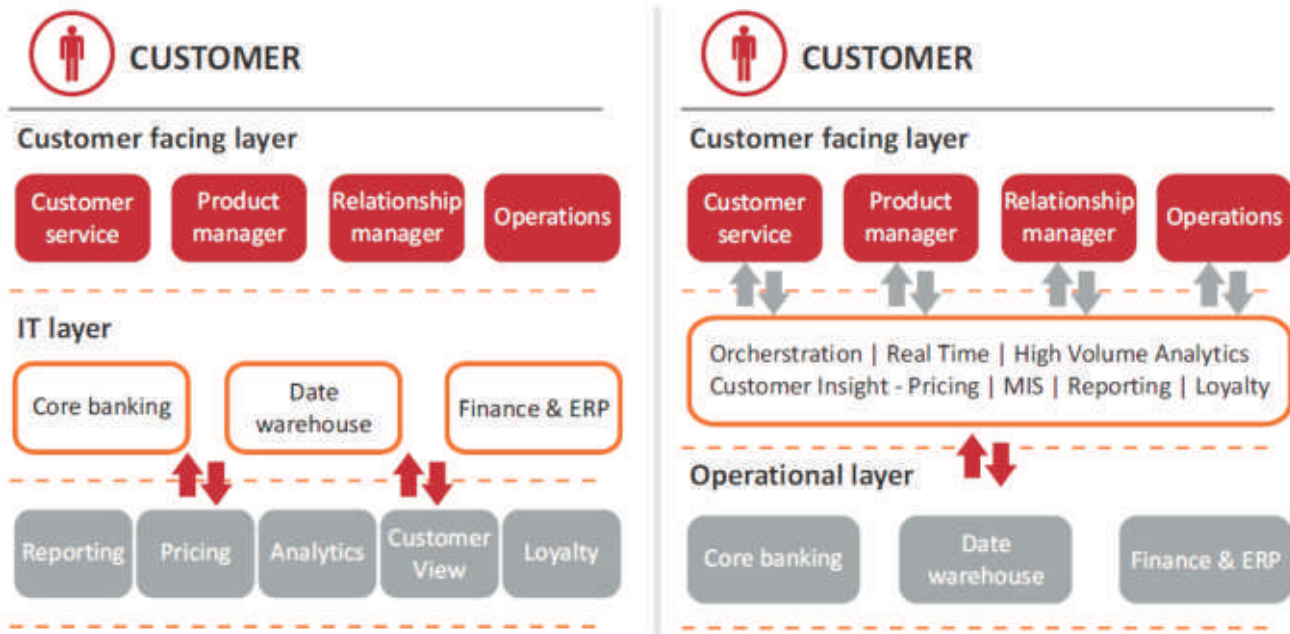 CUSTOMER
Customer facing layer
Customer
service
Product
manager
Relationship
manager
Operations
IT layer
Core banking
Date
warehouse
Finance & ERP
Reporting
Pricing
Analytics
Customer
View
Loyalty
CUSTOMER
Customer facing layer
Customer
service
Product
manager
Relationship
manager
Operations
Orcherstration | Real Time | High Volume Analytics
Customer Insight - Pricing | MIS | Reporting | Loyalty
Operational layer
Core banking
Date
warehouse
Finance & ERP